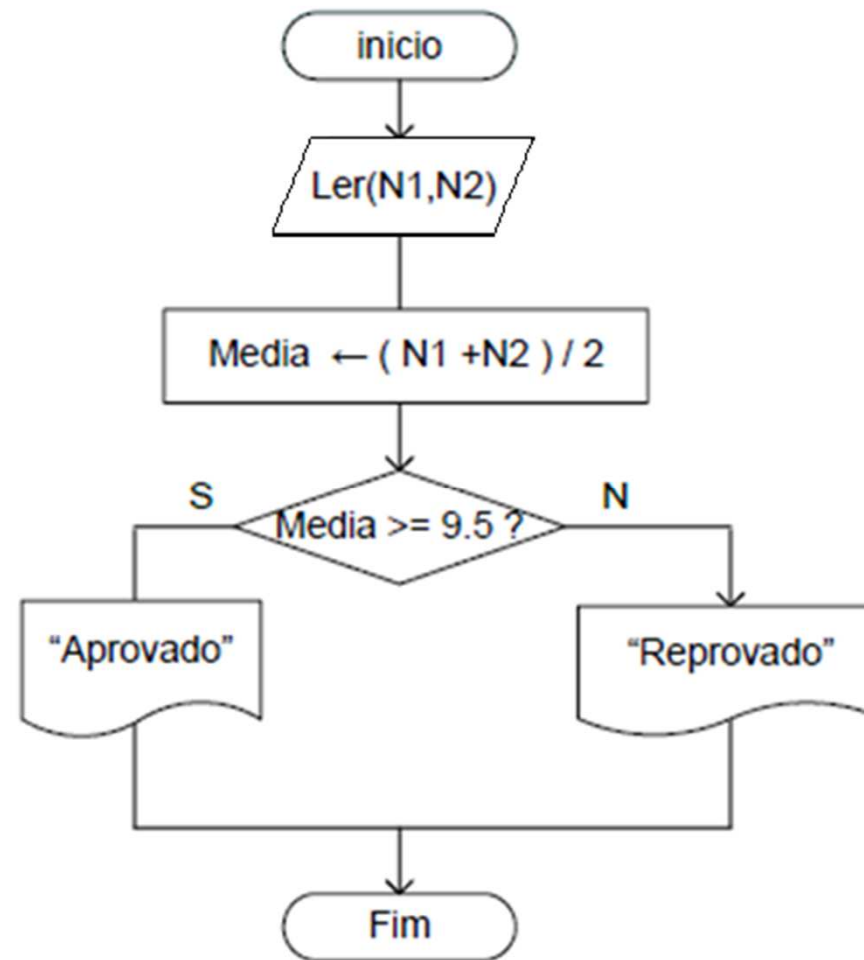 inicio
Ler(N1,N2)
Media ← ( N1 +N2 ) / 2
S
N
Media >= 9.5 ?
“Aprovado”
“Reprovado”
Fim